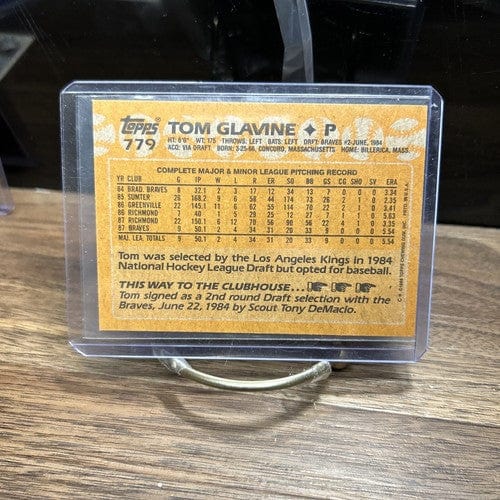 Topps
779
TOM GLAVINE ✦ P
HT: 6'0" WT: 175 THROWS: LEFT BATS: LEFT DRAFT: BRAVES #2-JUNE, 1984
ACQ: VIA DRAFT BORN: 3-25-66, CONCORD, MASSACHUSETTS HOME: BILLERICA, MASS.
COMPLETE MAJOR & MINOR LEAGUE PITCHING RECORD
YR CLUB G IP W L R ER SO BB GS CG SHO SV ERA
84 BRAD. BRAVES 8 32.1 2 3 17 12 34 13 7 0 0 0 3.34
85 SUMTER 26 168.2 9 6 58 44 174 73 26 2 1 0 2.35
86 GREENVILLE 22 145.1 11 6 62 55 114 70 22 2 1 0 3.41
86 RICHMOND 7 40 1 5 29 25 12 27 7 1 1 0 5.63
87 RICHMOND 22 150.1 6 12 70 56 91 56 22 4 1 0 3.35
87 BRAVES 9 50.1 2 4 34 31 20 33 9 0 0 0 5.54
MAJ. LEA. TOTALS 9 50.1 2 4 34 31 20 33 9 0 0 0 5.54
Tom was selected by the Los Angeles Kings in 1984
National Hockey League Draft but opted for baseball.
THIS WAY TO THE CLUBHOUSE...
Tom signed as a 2nd round Draft selection with the
Braves, June 22, 1984 by Scout Tony DeMacio.